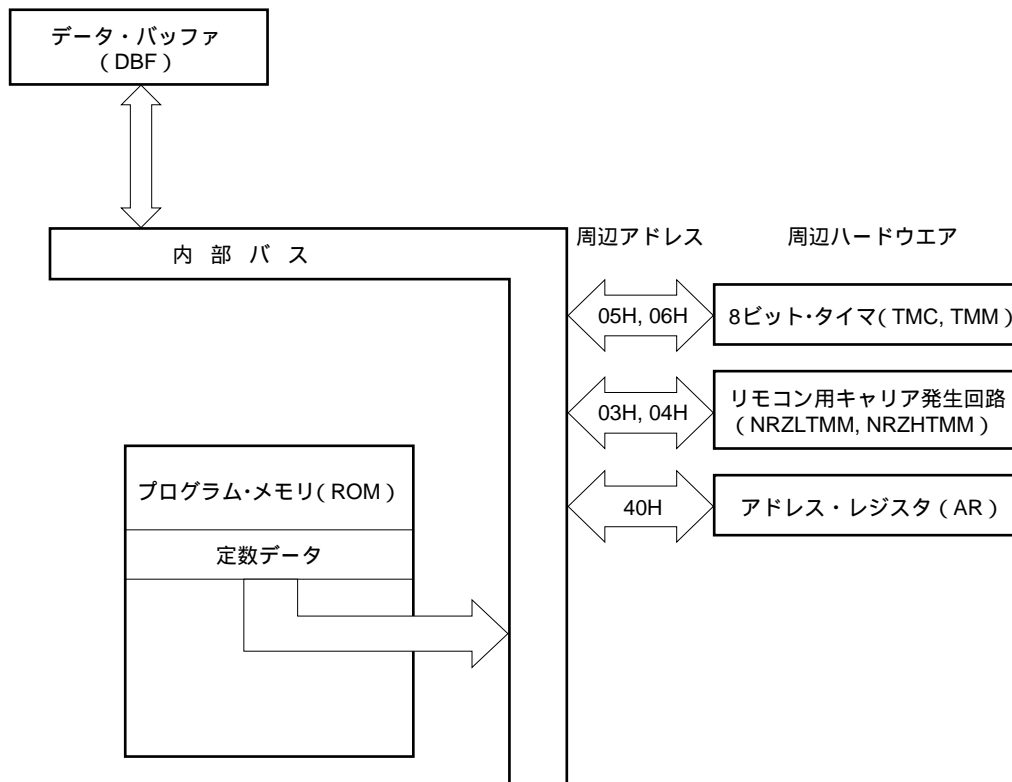 データ・バッファ
（DBF）
内 部 バ ス
周辺アドレス
周辺ハードウエア
05H, 06H
8ビット・タイマ（TMC, TMM）
03H, 04H
リモコン用キャリア発生回路
（NRZLTMM, NRZHTMM）
40H
アドレス・レジスタ（AR）
プログラム・メモリ（ROM）
定数データ